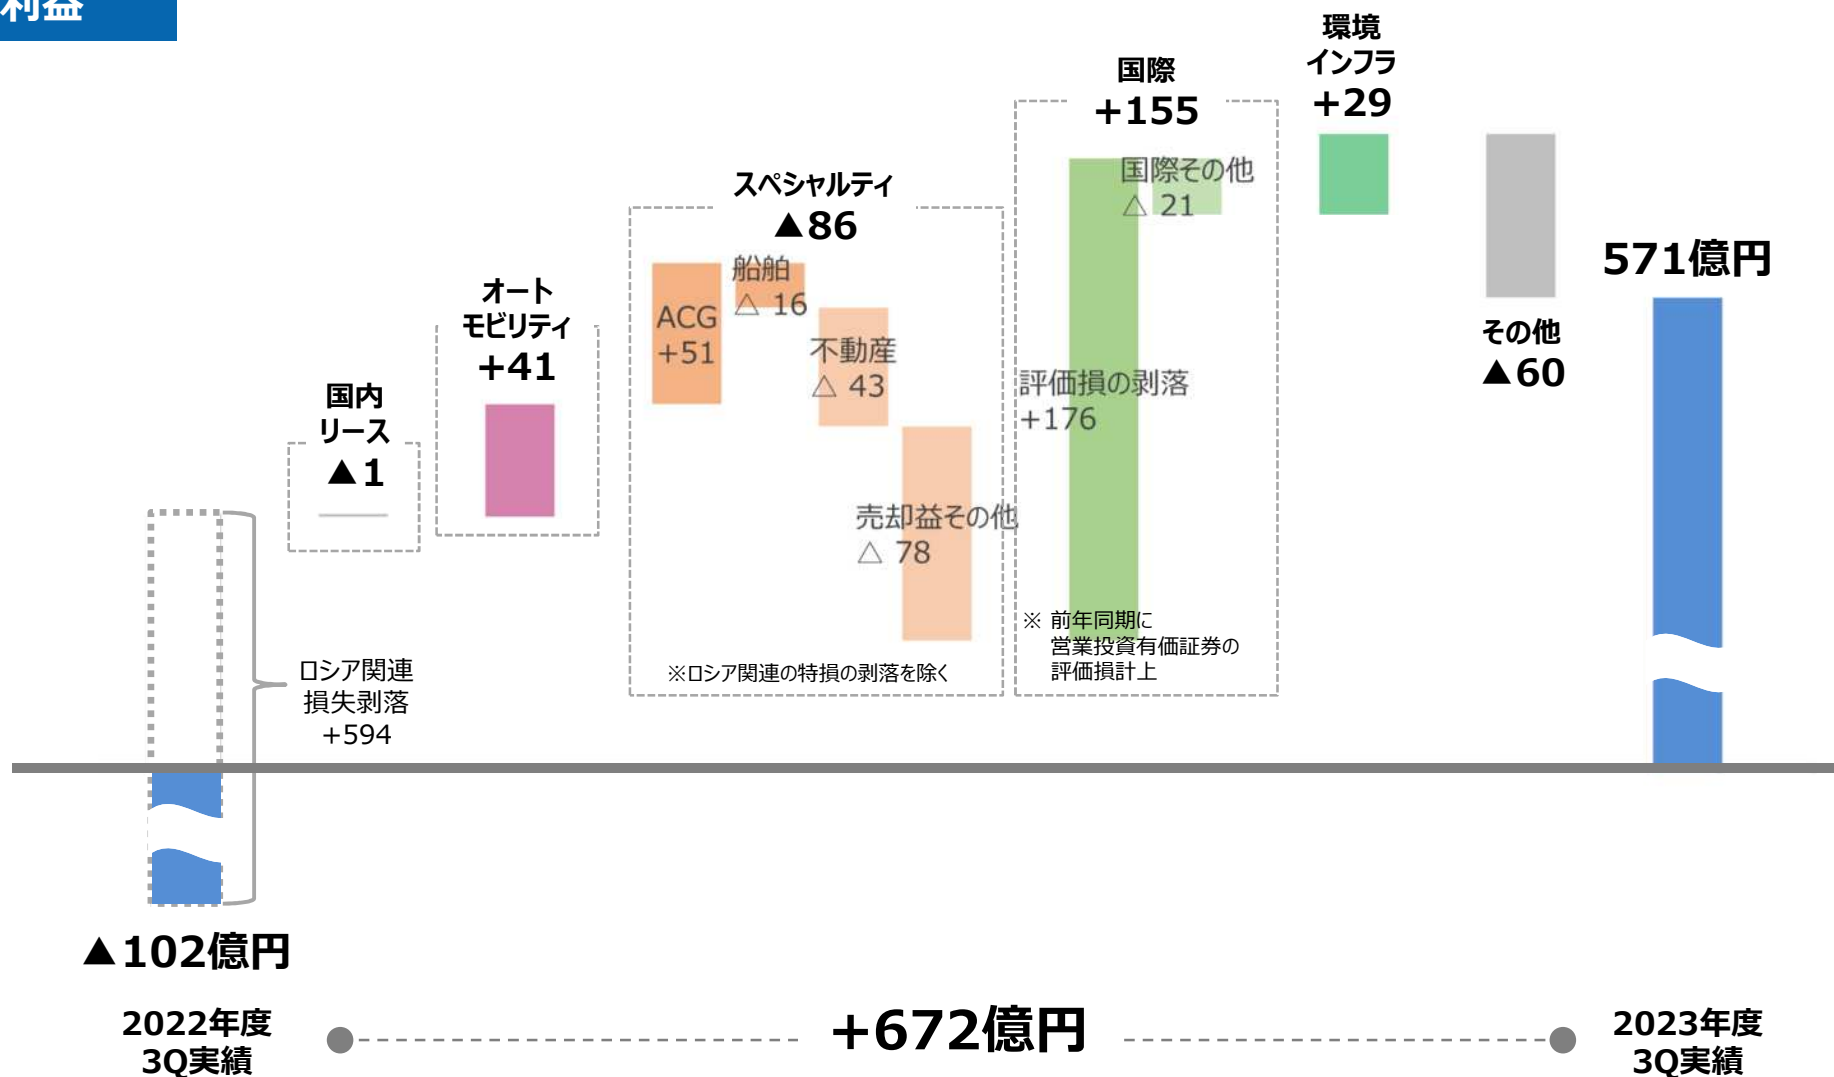 利益
国内
リース
▲1
オート
モビリティ
+41
スペシャルティ
▲86
ACG
+51
船舶
△ 16
不動産
△ 43
売却益その他
△ 78
※ロシア関連の特損の剥落を除く
国際
+155
国際その他
△ 21
評価損の剥落
+176
※ 前年同期に
営業投資有価証券の
評価損計上
環境
インフラ
+29
その他
▲60
571億円
ロシア関連
損失剥落
+594
▲102億円
2022年度
3Q実績
+672億円
2023年度
3Q実績